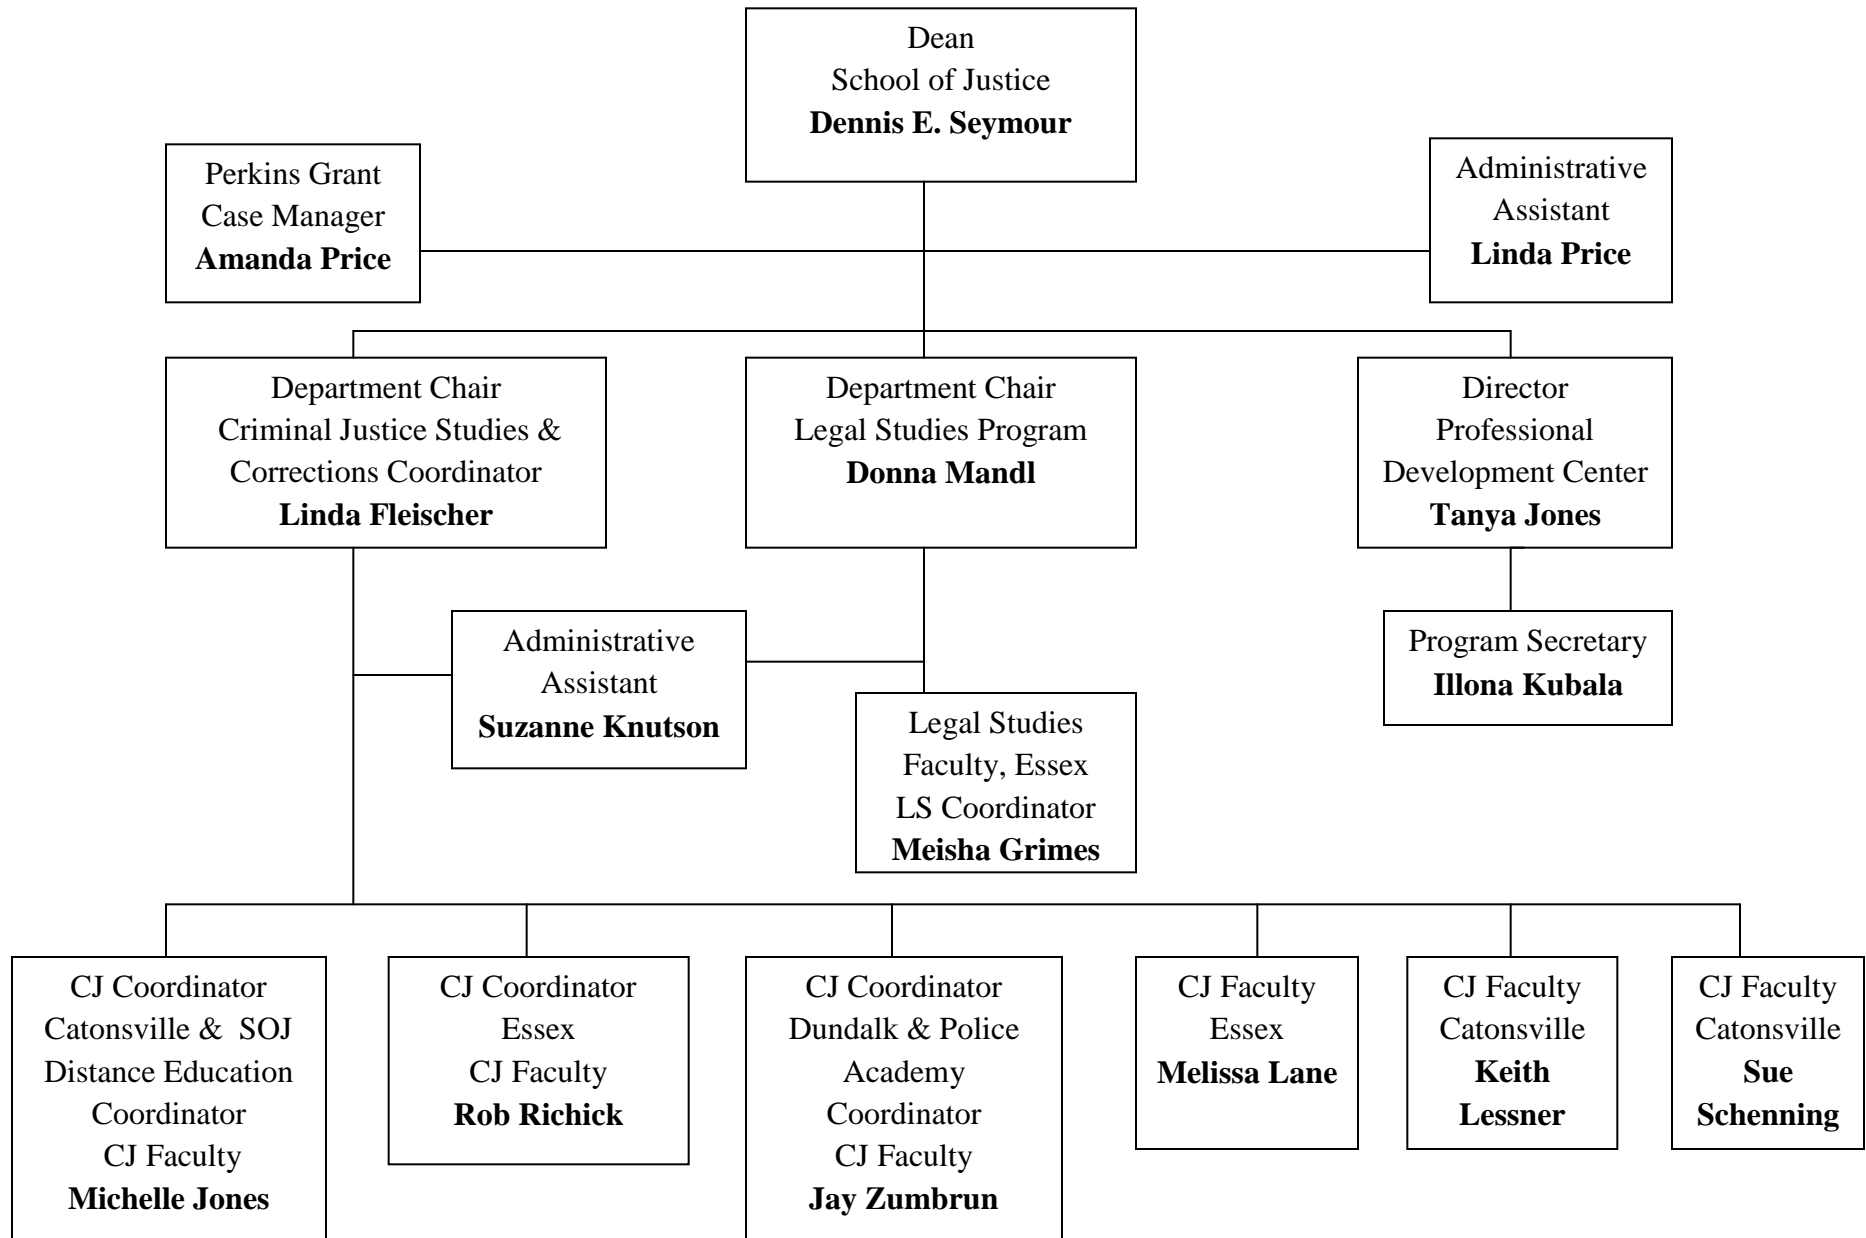 Dean
School of Justice
Dennis E. Seymour
Perkins Grant
Case Manager
Amanda Price
Administrative
Assistant
Linda Price
Department Chair
Criminal Justice Studies &
Corrections Coordinator
Linda Fleischer
Department Chair
Legal Studies Program
Donna Mandl
Director
Professional
Development Center
Tanya Jones
Administrative
Assistant
Suzanne Knutson
Program Secretary
Illona Kubala
Legal Studies
Faculty, Essex
LS Coordinator
Meisha Grimes
CJ Coordinator
Catonsville & SOJ
Distance Education
Coordinator
CJ Faculty
Michelle Jones
CJ Coordinator
Essex
CJ Faculty
Rob Richick
CJ Coordinator
Dundalk & Police
Academy
Coordinator
CJ Faculty
Jay Zumbrun
CJ Faculty
Essex
Melissa Lane
CJ Faculty
Catonsville
Keith
Lessner
CJ Faculty
Catonsville
Sue
Schenning